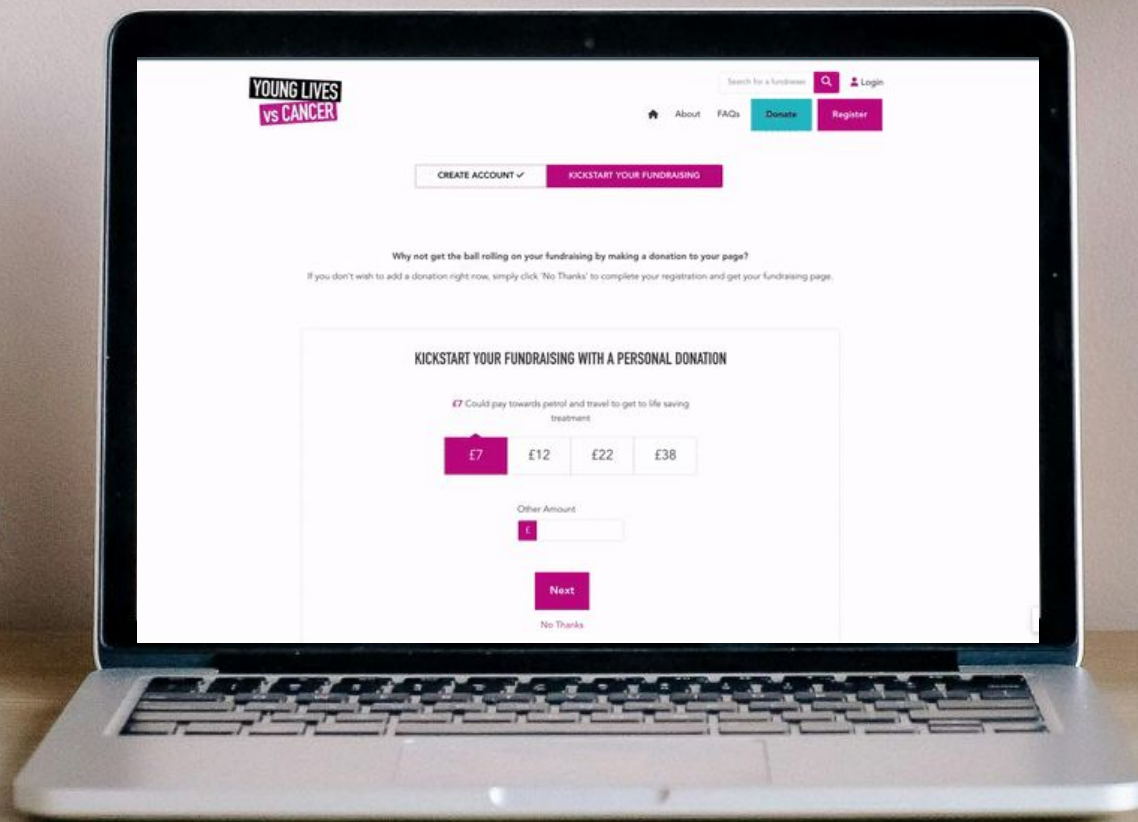 YOUNG LIVES
vs CANCER
Search for a fundraiser
Login
About
FAQs
Donate
Register
CREATE ACCOUNT ✓
KICKSTART YOUR FUNDRAISING
Why not get the ball rolling on your fundraising by making a donation to your page?
If you don't wish to add a donation right now, simply click 'No Thanks' to complete your registration and get your fundraising page.
KICKSTART YOUR FUNDRAISING WITH A PERSONAL DONATION
£7 Could pay towards petrol and travel to get to life saving
treatment
£7
£12
£22
£38
Other Amount
£
Next
No Thanks